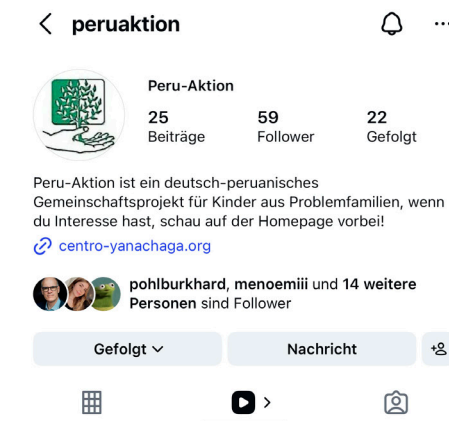 peruaktion
Peru-Aktion
25 59 22
Beiträge Follower Gefolgt
Peru-Aktion ist ein deutsch-peruanisches
Gemeinschaftsprojekt für Kinder aus Problemfamilien, wenn
du Interesse hast, schau auf der Homepage vorbei!
centro-yanachaga.org
pohlburkhard, menoemiii und 14 weitere
Personen sind Follower
Gefolgt Nachricht